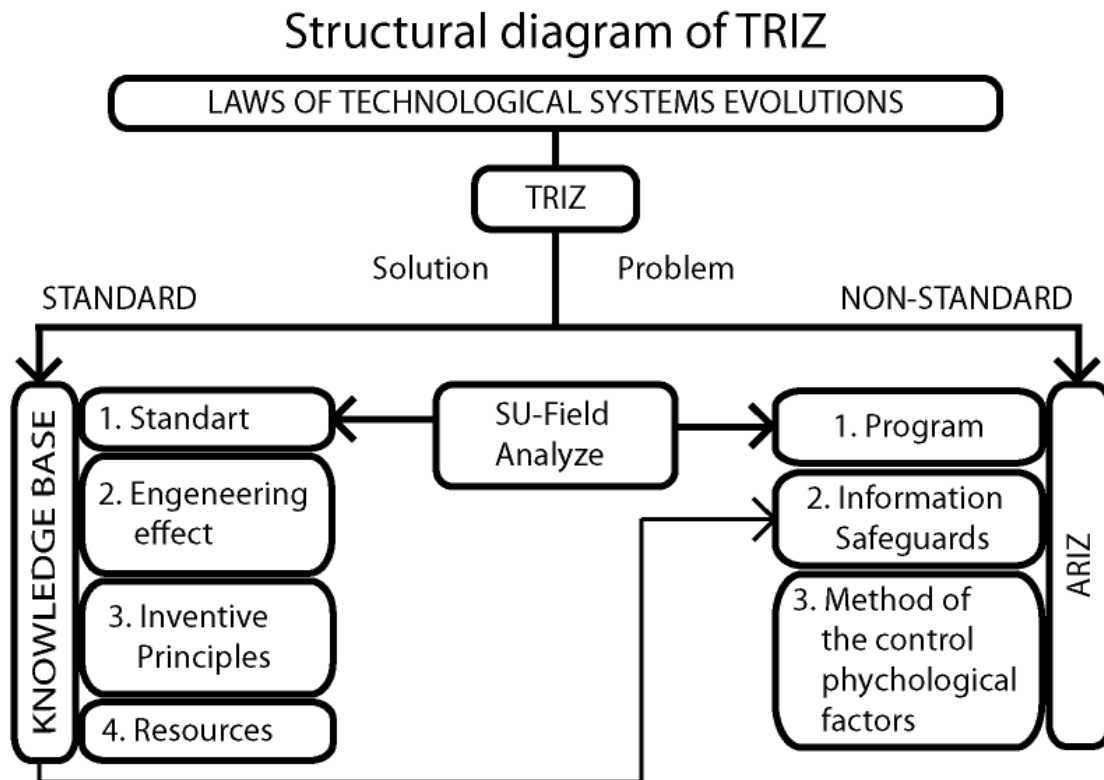 Structural diagram of TRIZ
LAWS OF TECHNOLOGICAL SYSTEMS EVOLUTIONS
TRIZ
Solution
Problem
STANDARD
NON-STANDARD
KNOWLEDGE BASE
1. Standart
2. Engeneering
effect
3. Inventive
Principles
4. Resources
SU-Field
Analyze
1. Program
2. Information
Safeguards
3. Method of
the control
phychological
factors
ARIZ